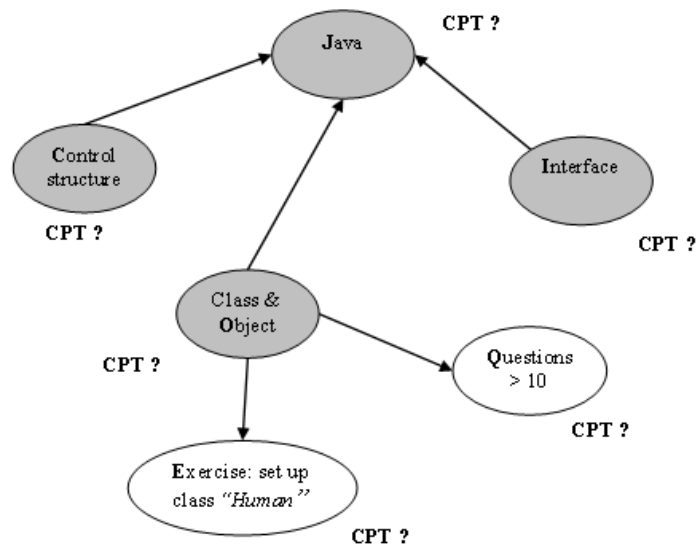 CPT ?
Java
Control
structure
Interface
CPT ?
CPT ?
Class &
Object
CPT ?
Questions
> 10
CPT ?
Exercise: set up
class “Human”
CPT ?